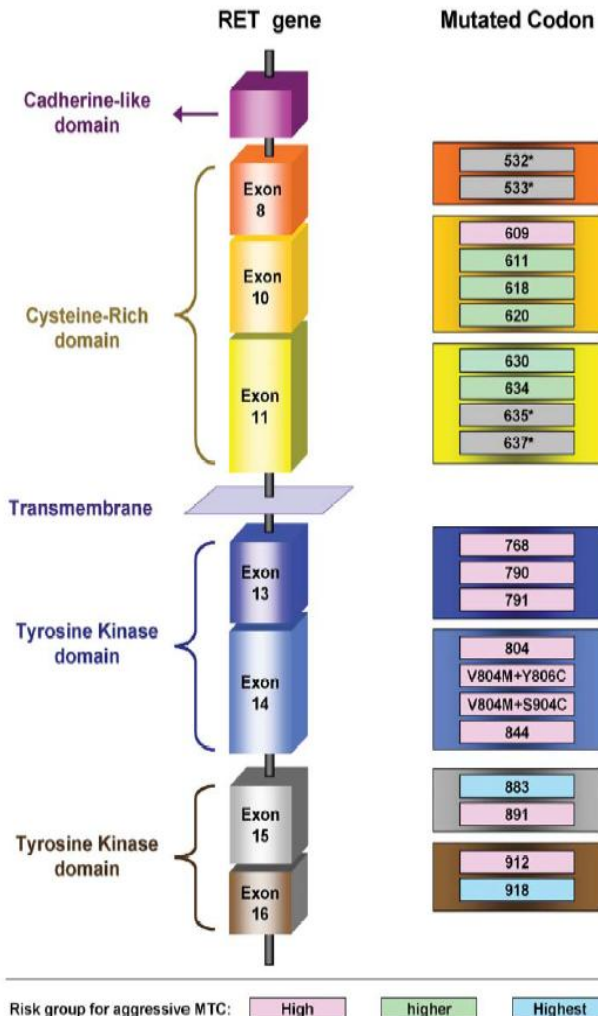 RET gene
Mutated Codon
Cadherine-like
domain
532*
533*
Exon
8
609
611
618
620
Exon
10
Cysteine-Rich
domain
630
634
635*
637*
Exon
11
Transmembrane
768
790
791
Exon
13
Tyrosine Kinase
domain
804
V804M+Y806C
V804M+S904C
844
Exon
14
883
891
Exon
15
Tyrosine Kinase
domain
912
918
Exon
16
Risk group for aggressive MTC: High higher Highest